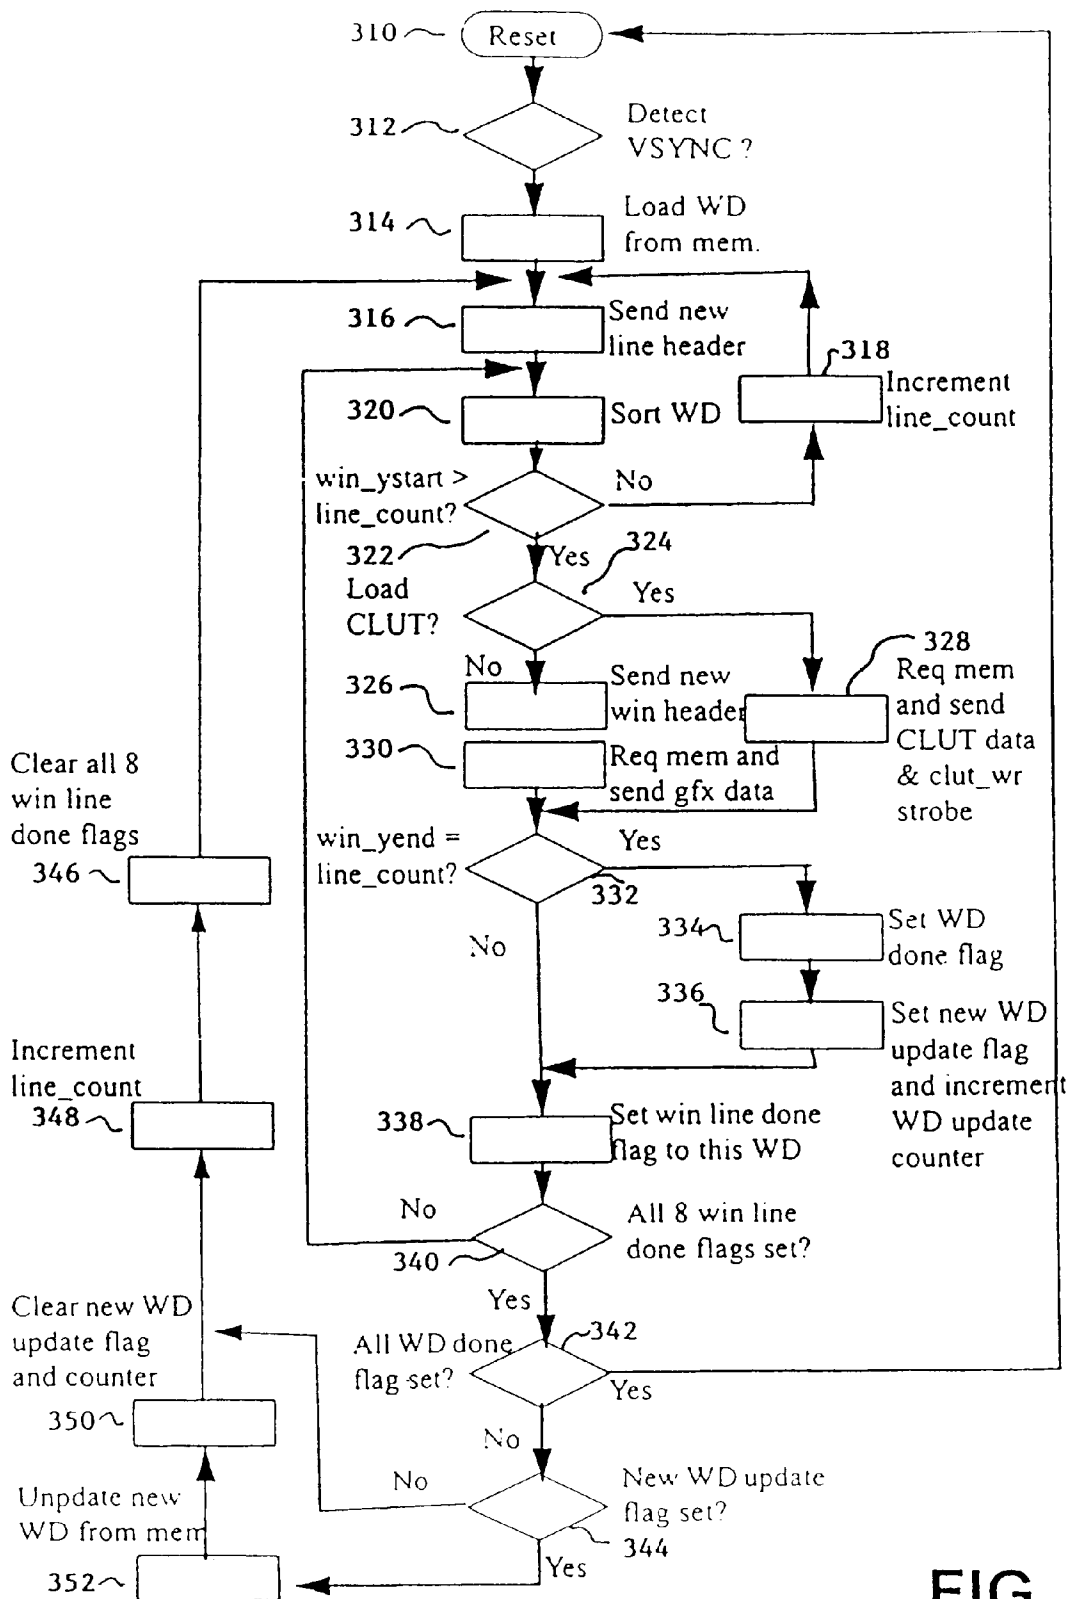 310
Reset
312
Detect
VSYNC ?
314
Load WD
from mem.
316
Send new
line header
318
Increment
line_count
320
Sort WD
win_ystart >
line_count?
No
322
Yes
324
Load
CLUT?
Yes
No
326
Send new
win header
328
Req mem
and send
CLUT data
& clut_wr
strobe
330
Req mem and
send gfx data
Clear all 8
win line
done flags
346
win_yend =
line_count?
Yes
332
No
334
Set WD
done flag
336
Set new WD
update flag
and increment
WD update
counter
Increment
line_count
348
338
Set win line done
flag to this WD
No
340
All 8 win line
done flags set?
Yes
Clear new WD
update flag
and counter
350
All WD done
flag set?
342
Yes
No
No
New WD update
flag set?
344
Yes
Unpdate new
WD from mem
352
FIG